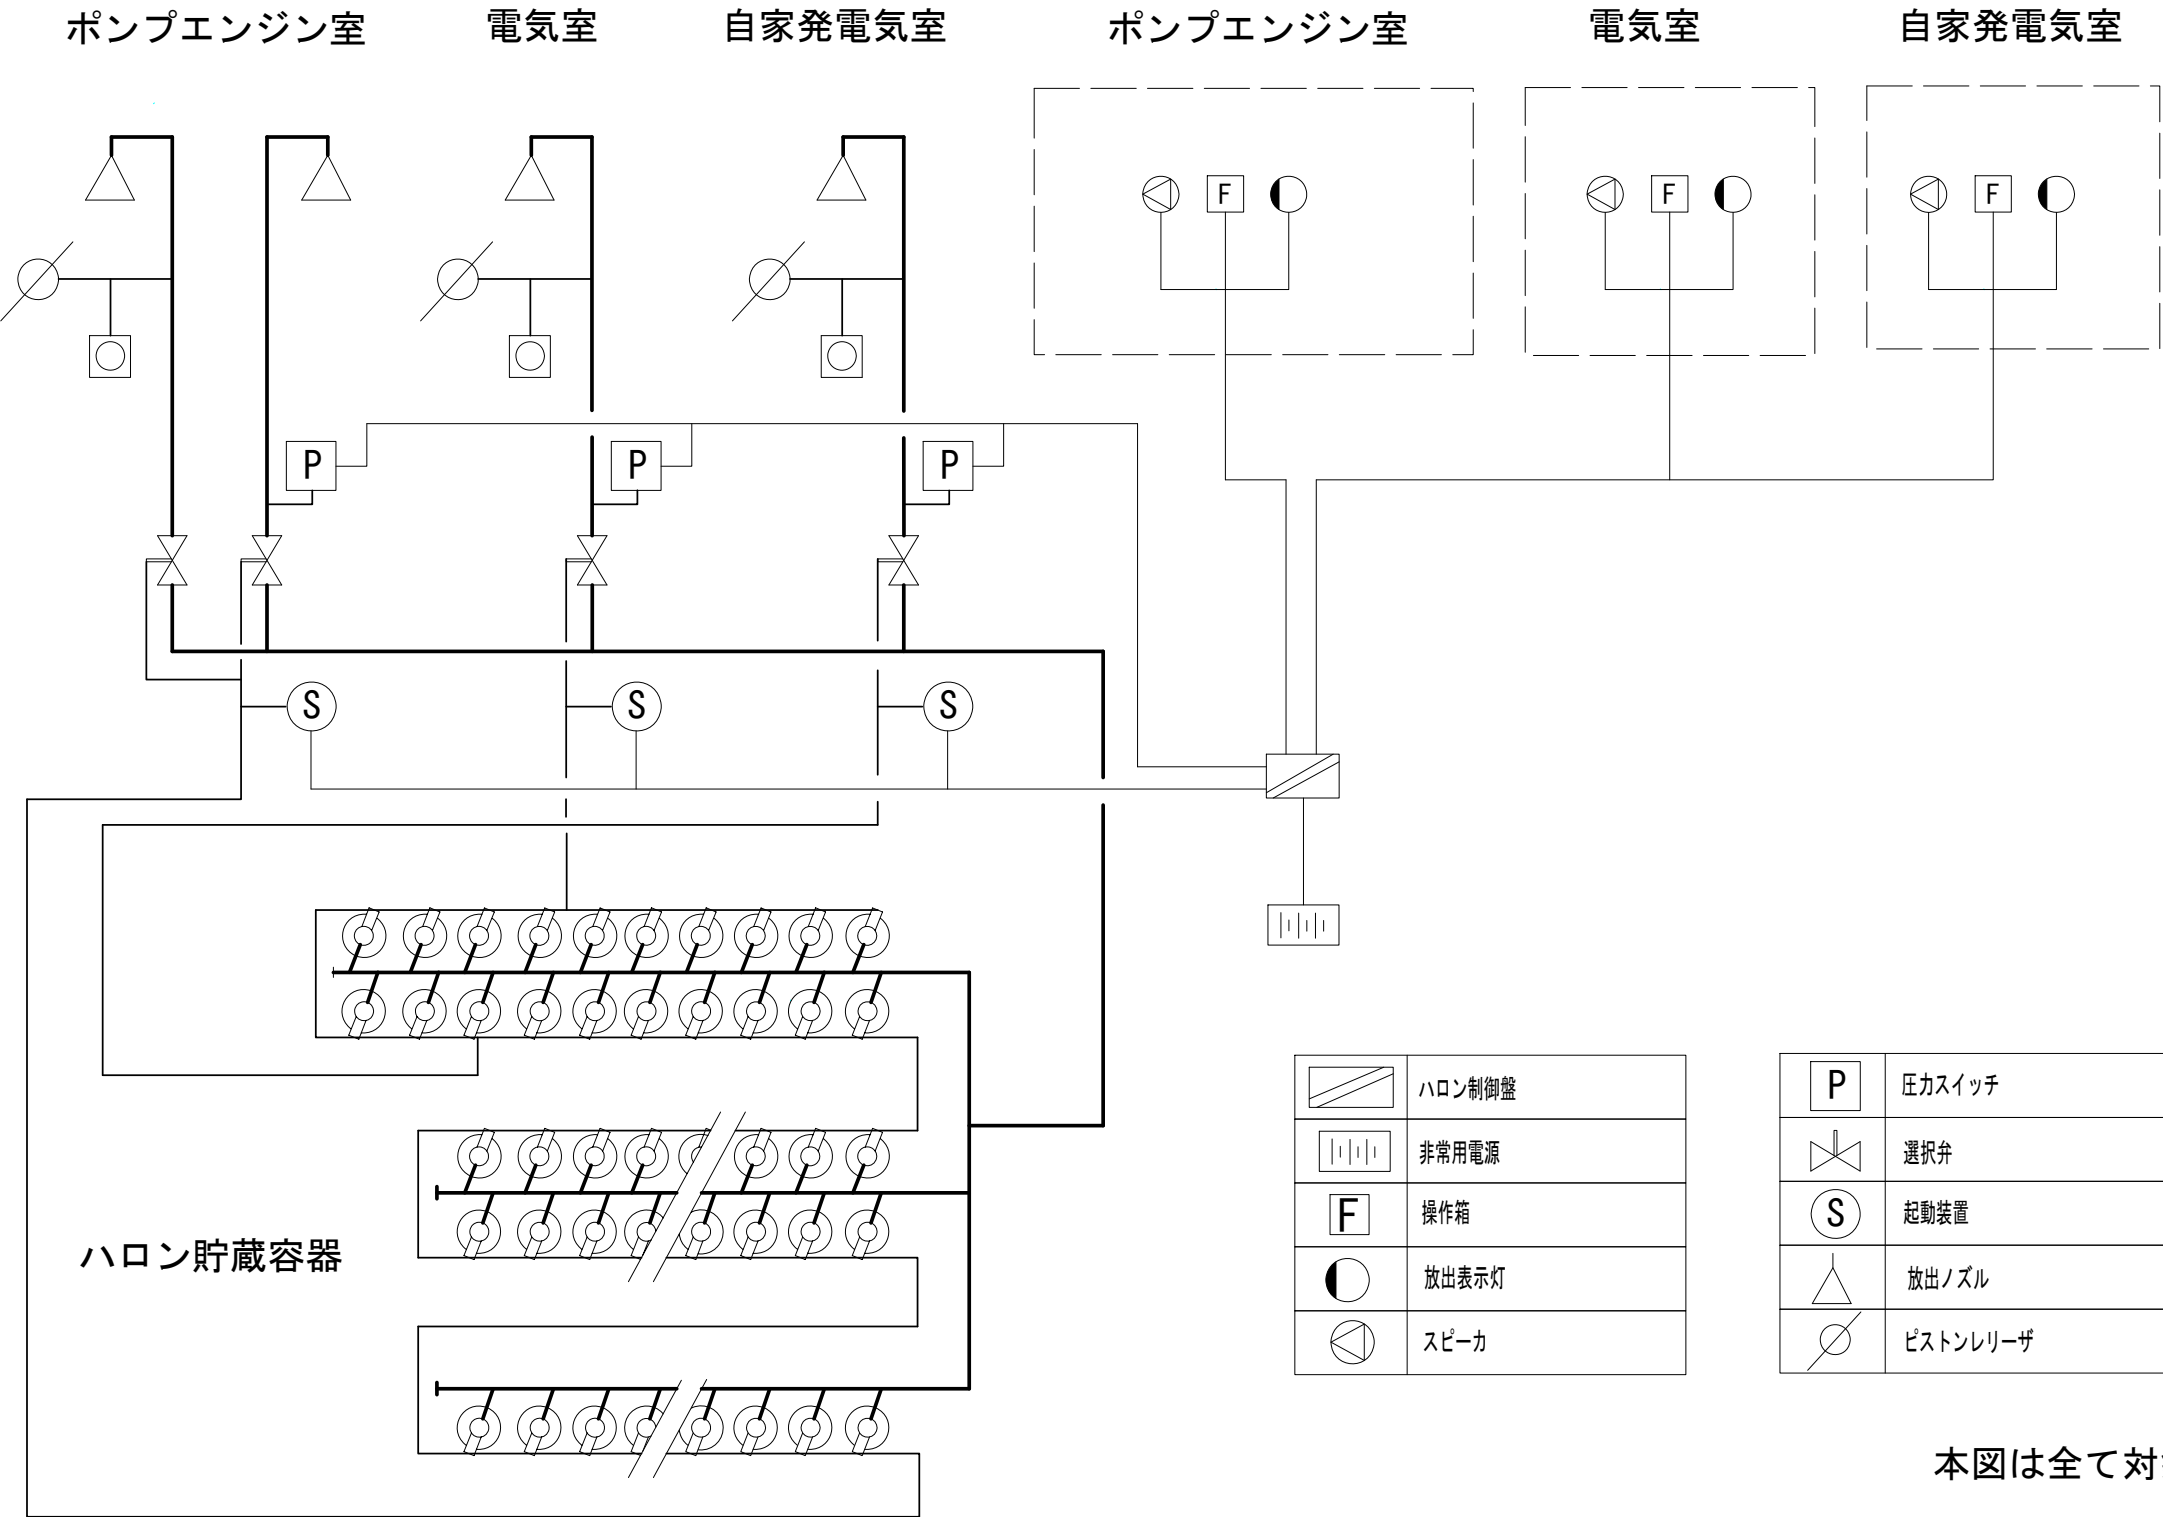 ポンプエンジン室 電気室 自家発電気室 ポンプエンジン室 電気室 自家発電気室
F F F
P P P
S S S
ハロン貯蔵容器
ハロン制御盤
非常用電源
F 操作箱
放出表示灯
スピーカ
P 圧力スイッチ
選択弁
S 起動装置
放出ノズル
ピストンレリーザ
本図は全て対